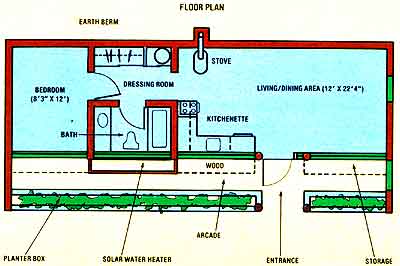 FLOOR PLAN
EARTH BERM
STOVE
DRESSING ROOM
BEDROOM
(8'3" X 12')
LIVING/DINING AREA (12' X 22'4")
KITCHENETTE
BATH
WOOD
PLANTER BOX
SOLAR WATER HEATER
ARCADE
ENTRANCE
STORAGE